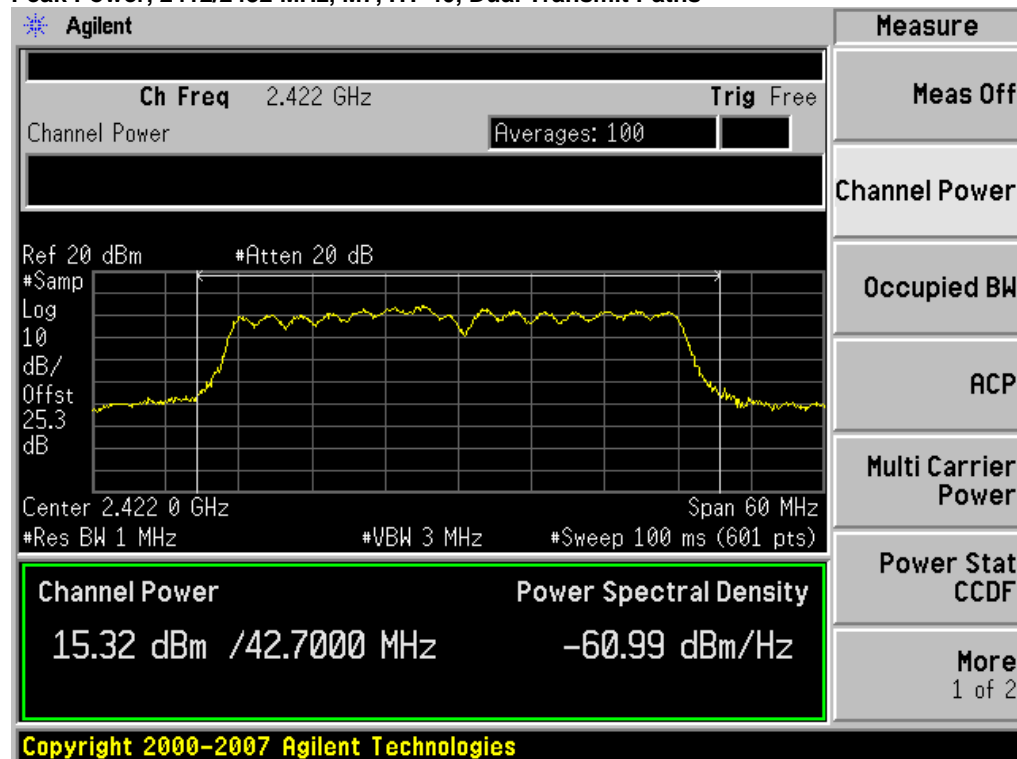 Agilent
Measure
Ch Freq 2.422 GHz Trig Free
Channel Power Averages: 100
Ref 20 dBm #Atten 20 dB
#Samp
Log
10
dB/
Offst
25.3
dB
Center 2.422 0 GHz Span 60 MHz
#Res BW 1 MHz #VBW 3 MHz #Sweep 100 ms (601 pts)
Channel Power Power Spectral Density
15.32 dBm /42.7000 MHz -60.99 dBm/Hz
Meas Off
Channel Power
Occupied BW
ACP
Multi Carrier
Power
Power Stat
CCDF
More
1 of 2
Copyright 2000-2007 Agilent Technologies